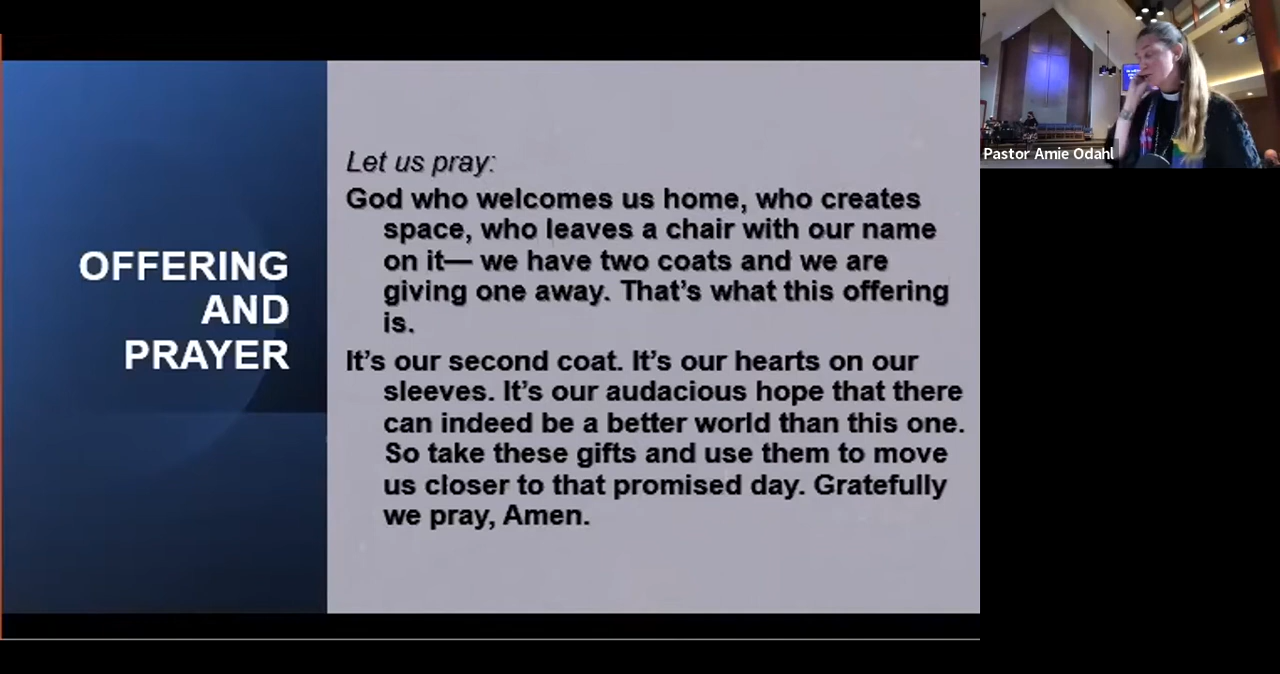 OFFERING
AND
PRAYER
Let us pray:
God who welcomes us home, who creates
space, who leaves a chair with our name
on it— we have two coats and we are
giving one away. That’s what this offering
is.
It’s our second coat. It’s our hearts on our
sleeves. It’s our audacious hope that there
can indeed be a better world than this one.
So take these gifts and use them to move
us closer to that promised day. Gratefully
we pray, Amen.
Pastor Amie Odahl